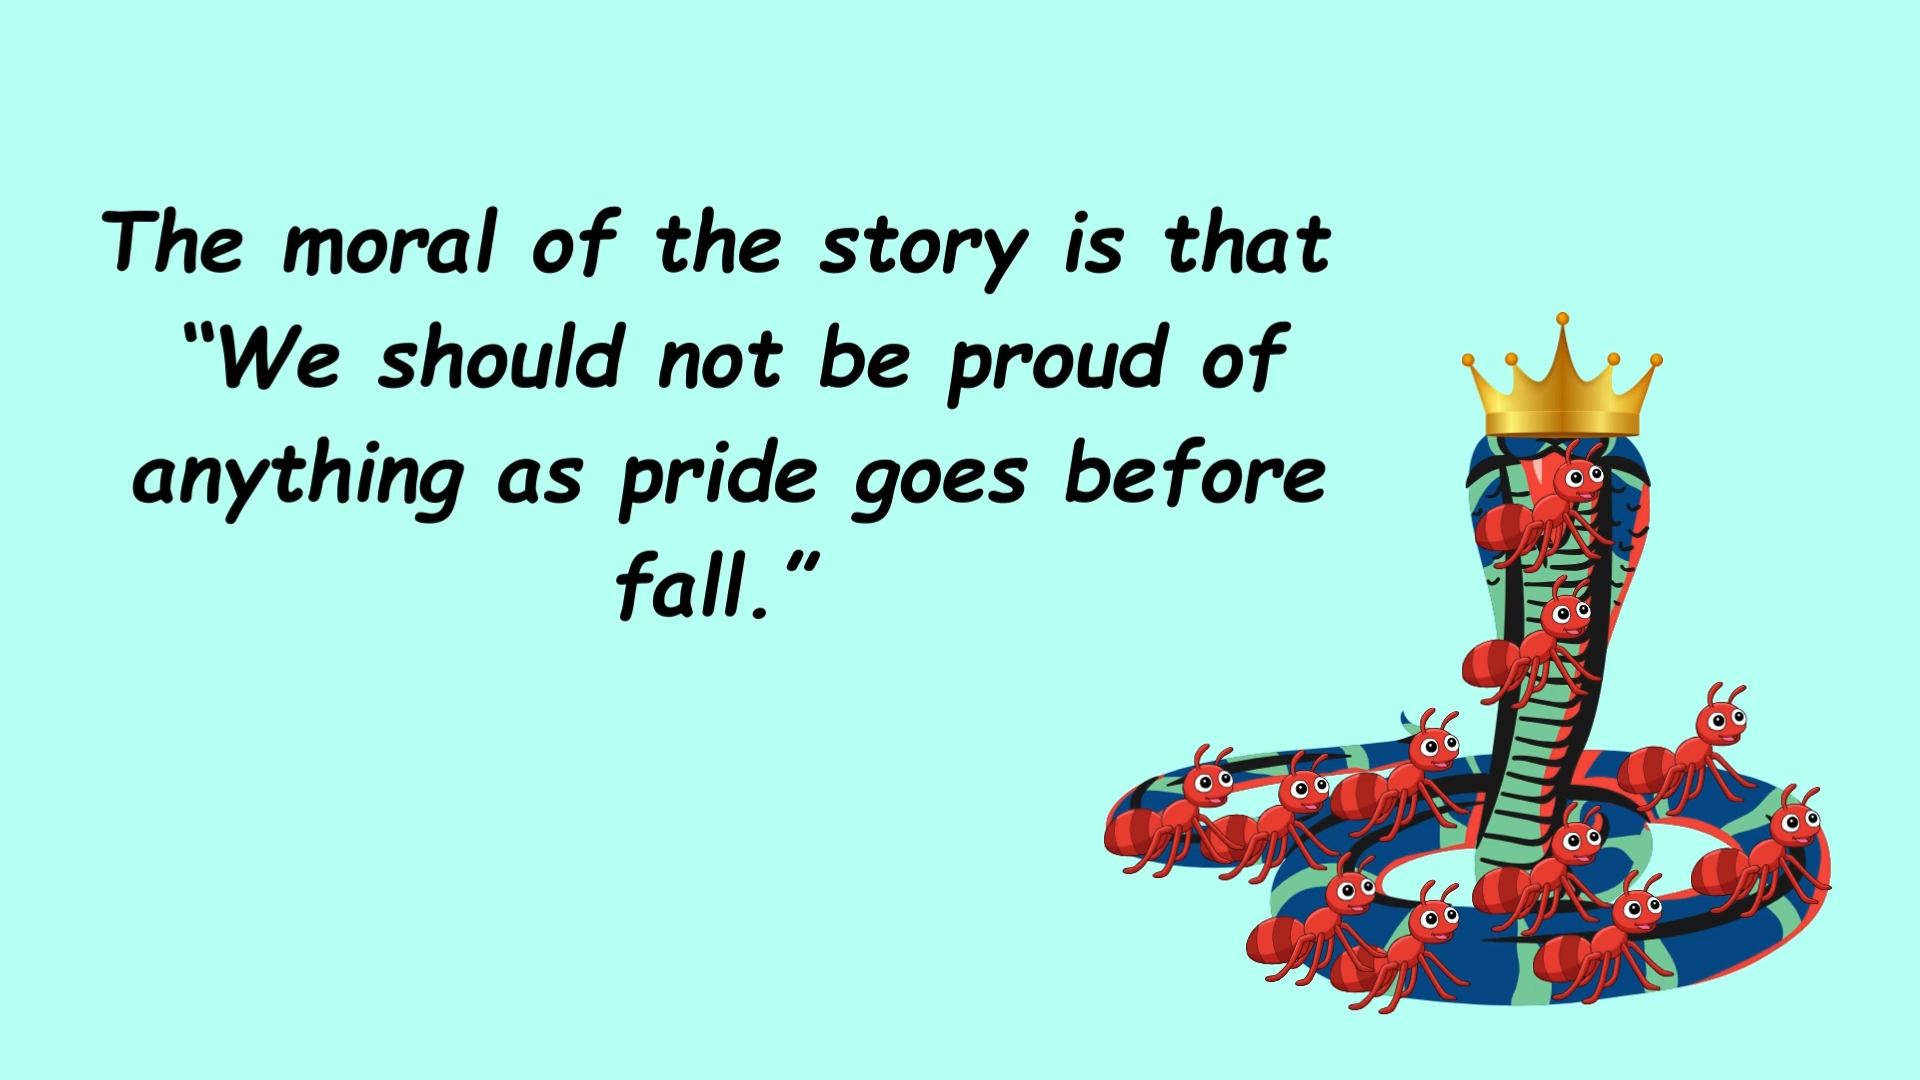 The moral of the story is that
“We should not be proud of
anything as pride goes before
fall.”